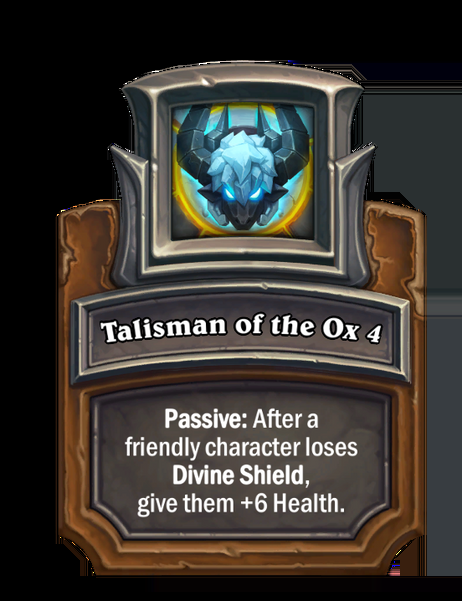 Talisman of the Ox 4
Passive: After a
friendly character loses
Divine Shield,
give them +6 Health.